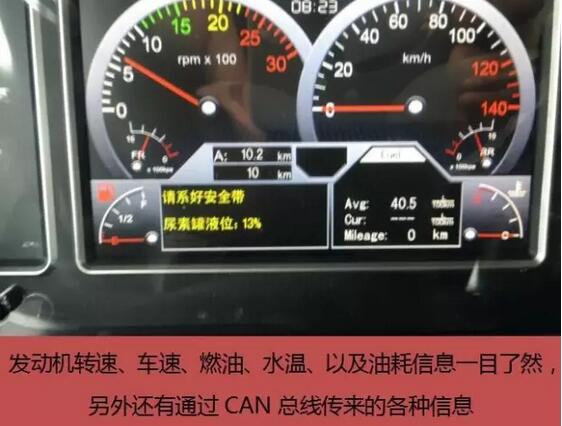 08:23
0 5 10 15 20 25 30
rpm x 100
0 20 40 60 80 100 120 140
km/h
FR
x 100kpa
RR
x 100kpa
A: 10.2 km
10 km
1/2
请系好安全带
尿素罐液位:13%
Avg: 40.5
Cur: ---
Mileage: 0 km
发动机转速、车速、燃油、水温、以及油耗信息一目了然，
另外还有通过 CAN 总线传来的各种信息